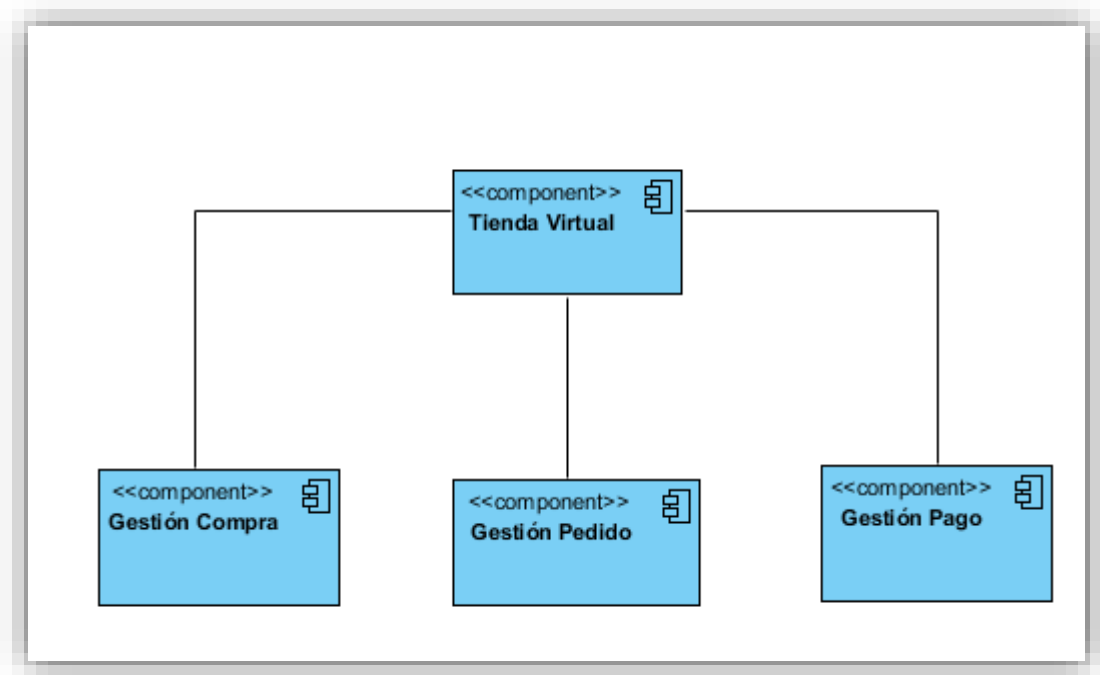 <<component>>
Tienda Virtual
<<component>>
Gestión Compra
<<component>>
Gestión Pedido
<<component>>
Gestión Pago